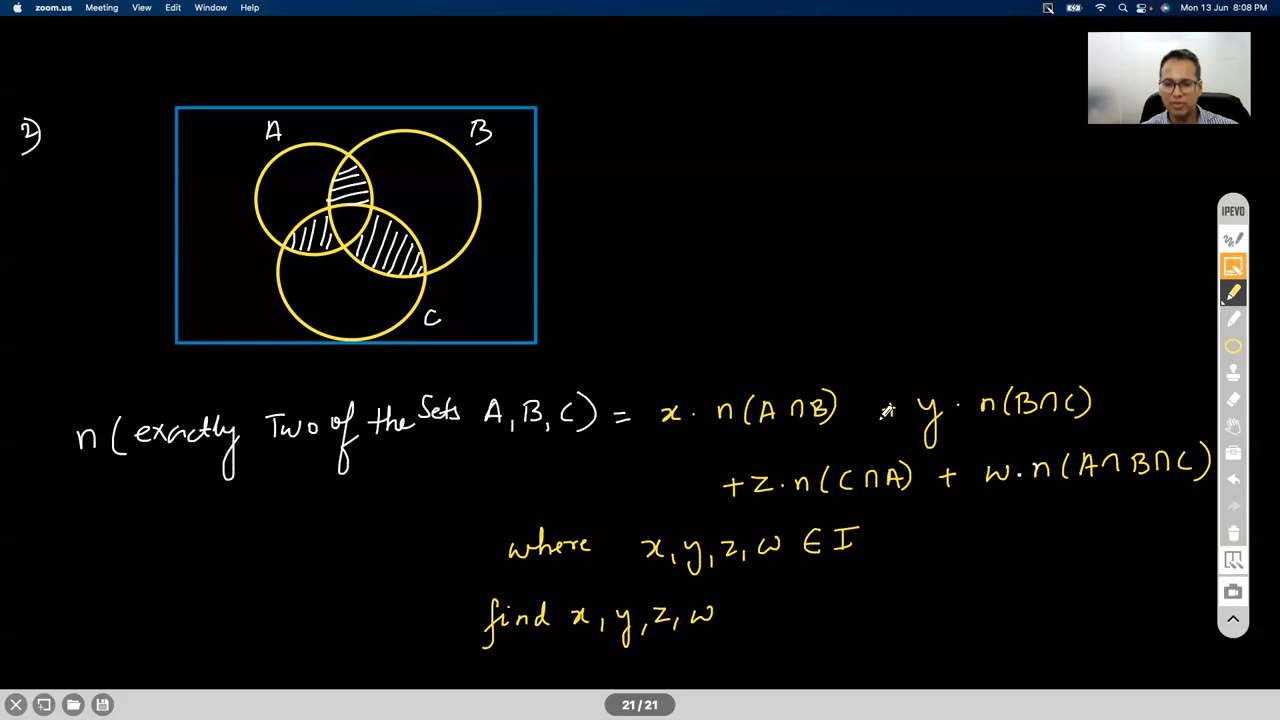 zoom.us Meeting View Edit Window Help Mon 13 Jun 8:08 PM
2)
A B
IPEVO
C
n(exactly Two of the Sets A, B, C) = x · n(A ∩ B) + y · n(B∩C)
+ z · n(C∩A) + w · n(A∩B∩C)
where x, y, z, w ∈ I
find x, y, z, w
21 / 21